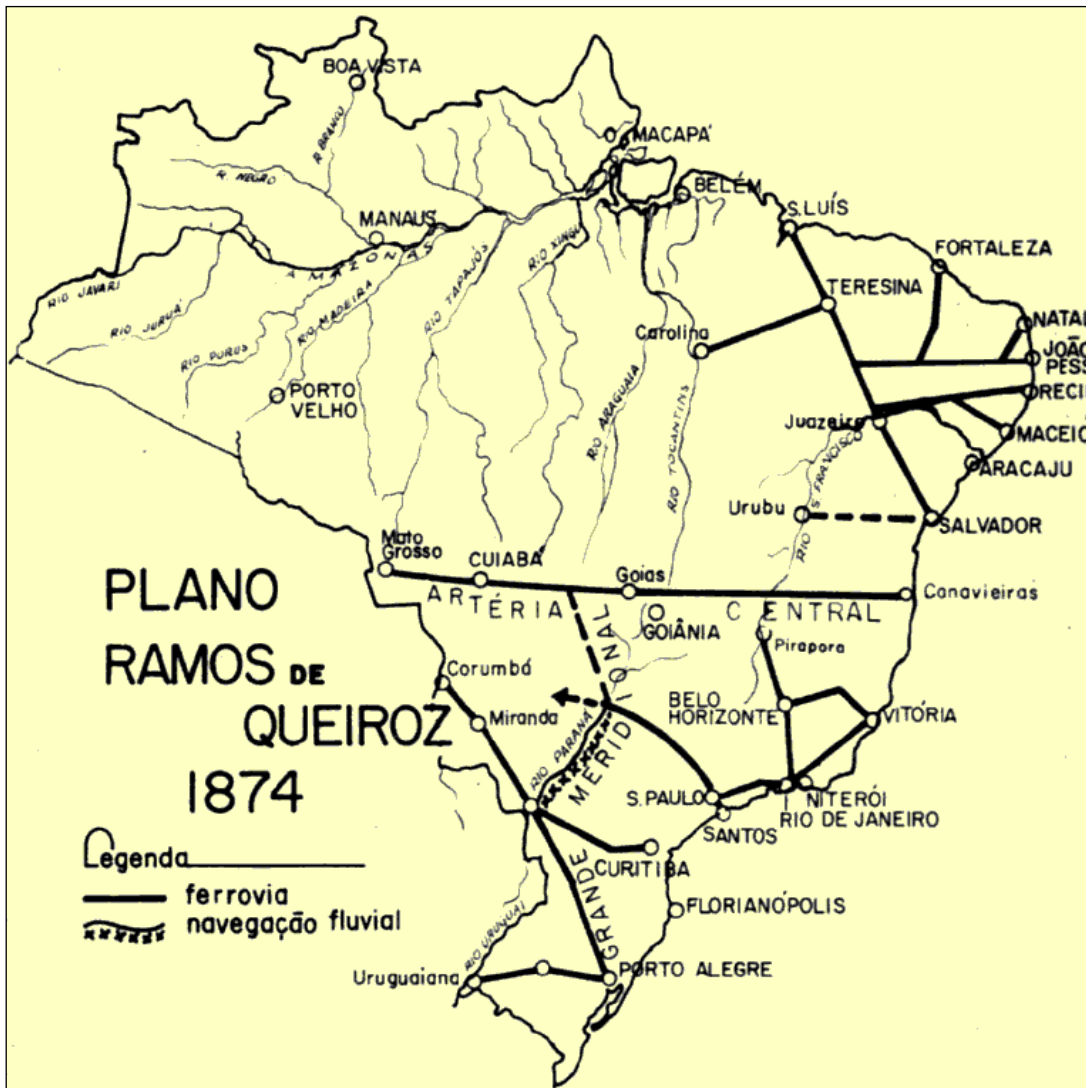 BOA VISTA
R. BRANCO
MACAPÁ
R. NEGRO
BELÉM
S. LUÍS
MANAUS
AMAZONAS
FORTALEZA
RIO JAVARI
RIO JURUÁ
RIO PURUS
RIO MADEIRA
RIO TAPAJÓS
RIO XINGU
TERESINA
Carolina
NATAL
JOÃO
PESS
RIO ARAGUAIA
RIO TOCANTINS
PORTO
VELHO
RECIF
Juazeiro
MACEIÓ
ARACAJU
RIO S. FRANCISCO
Urubu
SALVADOR
Mato
Grosso
CUIABÁ
Goias
Canavieiras
ARTÉRIA CENTRAL
GOIÂNIA
Pirapora
PLANO
RAMOS DE
QUEIROZ
1874
Corumbá
Miranda
BELO
HORIZONTE
VITÓRIA
RIO PARANÁ
GRANDE MERIDIONAL
S. PAULO
NITERÓI
RIO DE JANEIRO
SANTOS
CURITIBA
Legenda
ferrovia
navegação fluvial
FLORIANÓPOLIS
RIO URUGUAI
Uruguaiana
PORTO ALEGRE